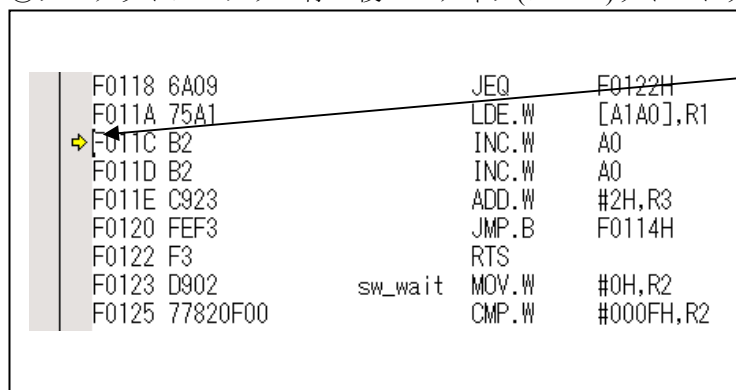 F0118 6A09 JEQ F0122H
F011A 75A1 LDE.W [A1A0],R1
F011C B2 INC.W A0
F011D B2 INC.W A0
F011E C923 ADD.W #2H,R3
F0120 FEF3 JMP.B F0114H
F0122 F3 RTS
F0123 D902 sw_wait MOV.W #0H,R2
F0125 77820F00 CMP.W #000FH,R2